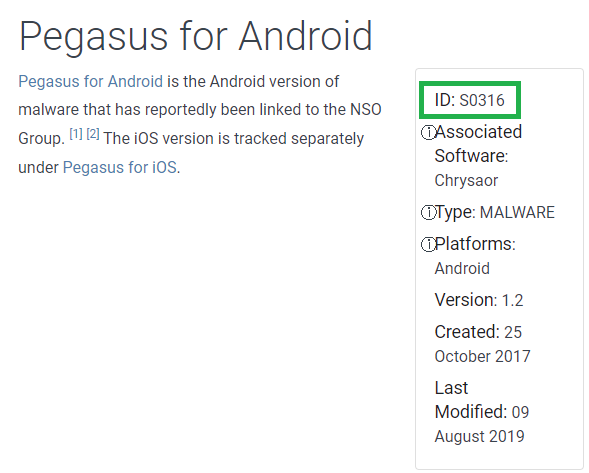 Pegasus for Android
Pegasus for Android is the Android version of
malware that has reportedly been linked to the NSO
Group. [1] [2] The iOS version is tracked separately
under Pegasus for iOS.
ID: S0316
ⓘAssociated
Software:
Chrysaor
ⓘType: MALWARE
ⓘPlatforms:
Android
Version: 1.2
Created: 25
October 2017
Last
Modified: 09
August 2019